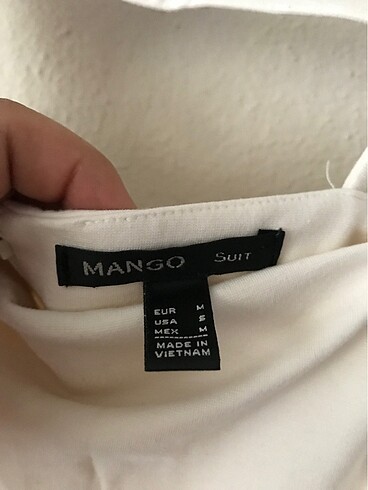 MANGO SUIT
EUR M
USA S
MEX M
MADE IN
VIETNAM